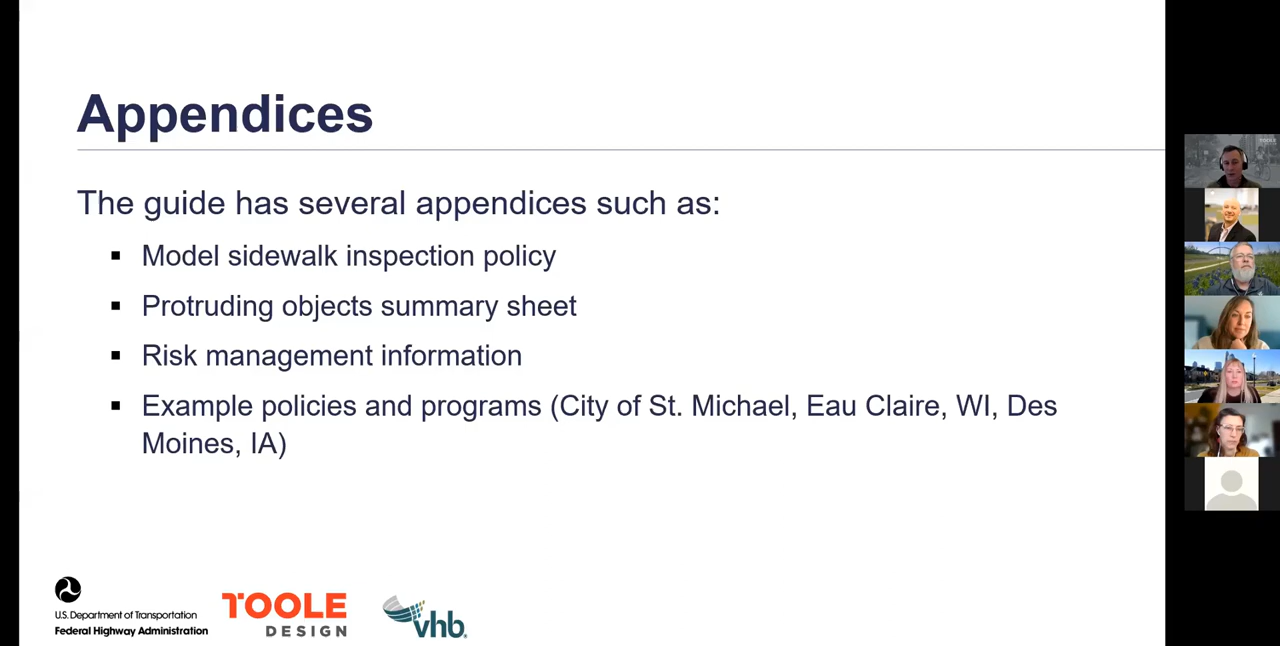 Appendices
The guide has several appendices such as:
▪ Model sidewalk inspection policy
▪ Protruding objects summary sheet
▪ Risk management information
▪ Example policies and programs (City of St. Michael, Eau Claire, WI, Des
Moines, IA)
U.S. Department of Transportation
Federal Highway Administration
TOOLE
DESIGN
vhb
TOOLE